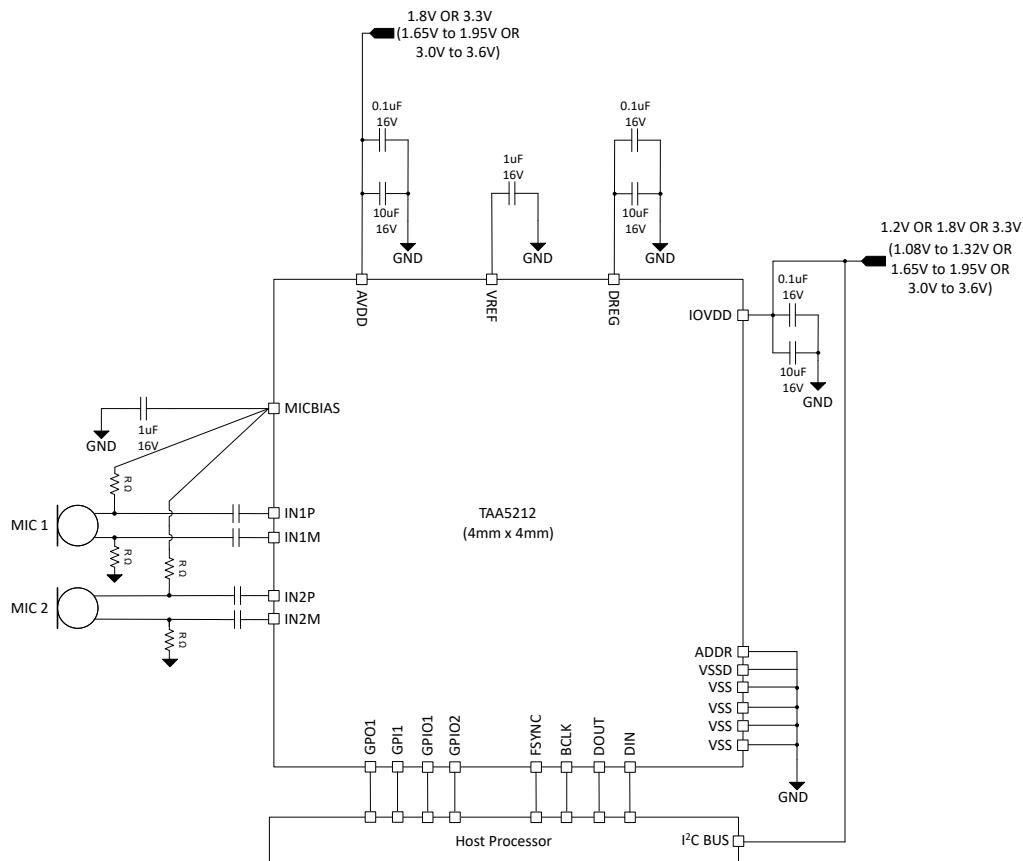 1.8V OR 3.3V
(1.65V to 1.95V OR
3.0V to 3.6V)
0.1uF
16V
10uF
16V
GND
1uF
16V
GND
0.1uF
16V
10uF
16V
GND
1.2V OR 1.8V OR 3.3V
(1.08V to 1.32V OR
1.65V to 1.95V OR
3.0V to 3.6V)
0.1uF
16V
10uF
16V
GND
AVDD
VREF
DREG
IOVDD
MICBIAS
1uF
16V
GND
R Ω
MIC 1
IN1P
IN1M
R Ω
R Ω
MIC 2
IN2P
IN2M
R Ω
TAA5212
(4mm x 4mm)
ADDR
VSSD
VSS
VSS
VSS
VSS
GND
GPO1
GPI1
GPIO1
GPIO2
FSYNC
BCLK
DOUT
DIN
Host Processor
I²C BUS